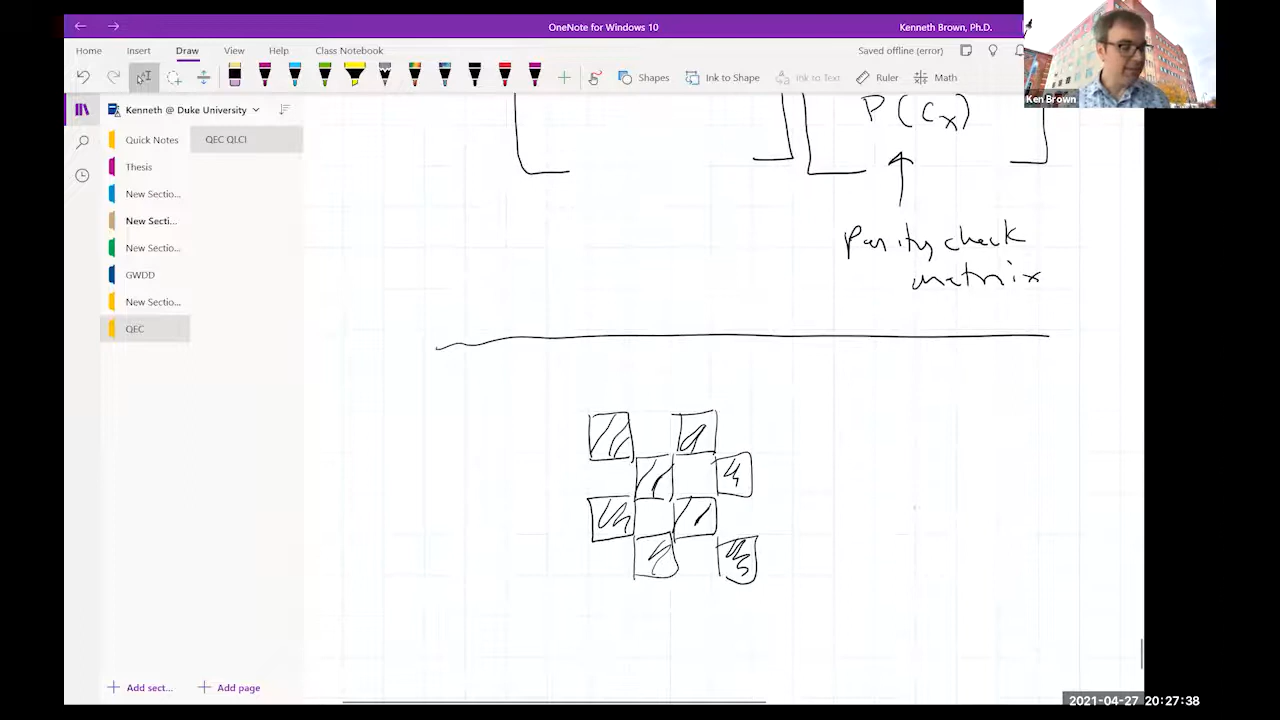 OneNote for Windows 10
Kenneth Brown, Ph.D.
Home Insert Draw View Help Class Notebook
Saved offline (error)
Shapes Ink to Shape Ink to Text Ruler Math
Ken Brown
Kenneth @ Duke University
Quick Notes
QEC QLCI
Thesis
New Sectio...
New Secti...
New Sectio...
GWDD
New Sectio...
QEC
P(Cx)
Parity check
matrix
Add sect...
Add page
2021-04-27 20:27:38